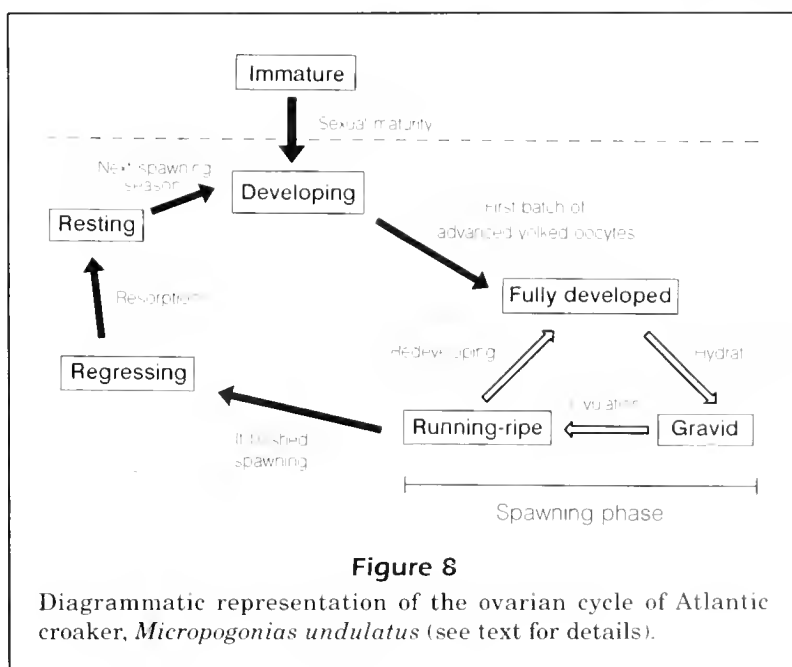 Immature
Sexual maturity
Next spawning
season
Developing
Resting
First batch of
advanced yolked oocytes
Resorption
Fully developed
Regressing
Redeveloping
Running-ripe
Gravid
spawning
Spawning phase
Figure 8
Diagrammatic representation of the ovarian cycle of Atlantic
croaker, Micropogonias undulatus (see text for details).